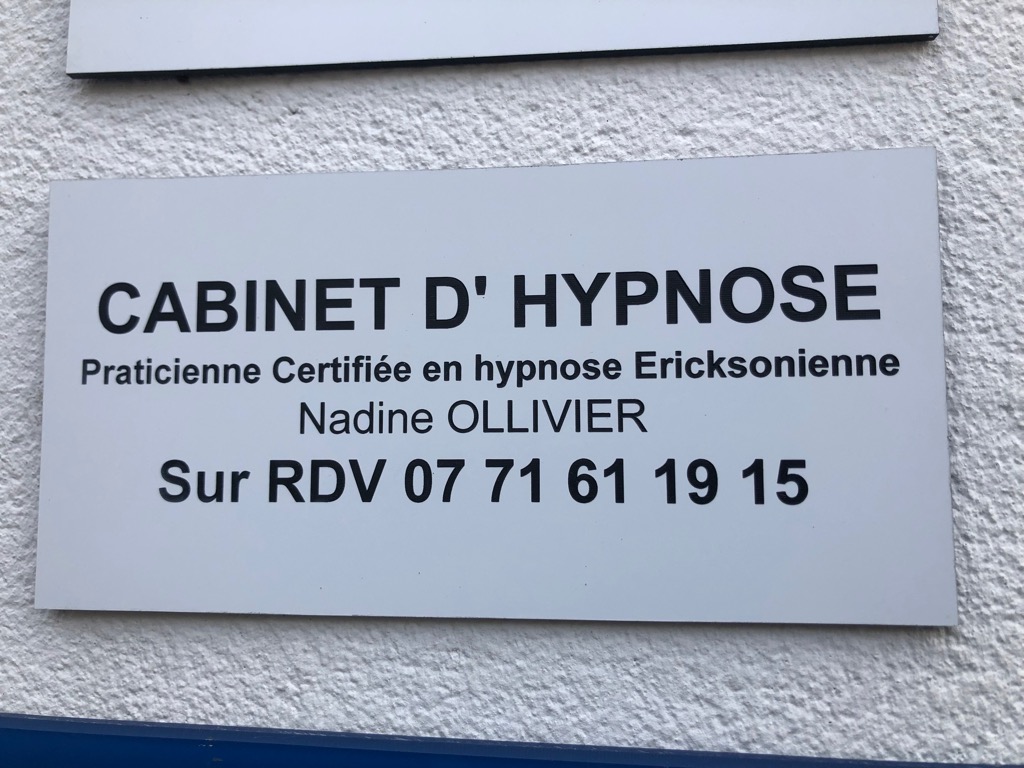 CABINET D' HYPNOSE
Praticienne Certifiée en hypnose Ericksonienne
Nadine OLLIVIER
Sur RDV 07 71 61 19 15